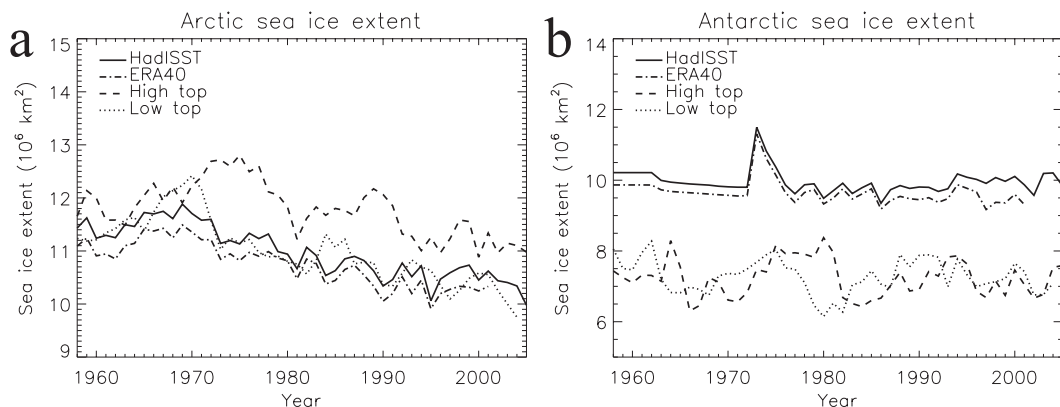 a
Arctic sea ice extent
HadISST
ERA40
High top
Low top
Sea ice extent (10⁶ km²)
15
14
13
12
11
10
9
1960 1970 1980 1990 2000
Year
b
Antarctic sea ice extent
HadISST
ERA40
High top
Low top
Sea ice extent (10⁶ km²)
14
12
10
8
6
1960 1970 1980 1990 2000
Year